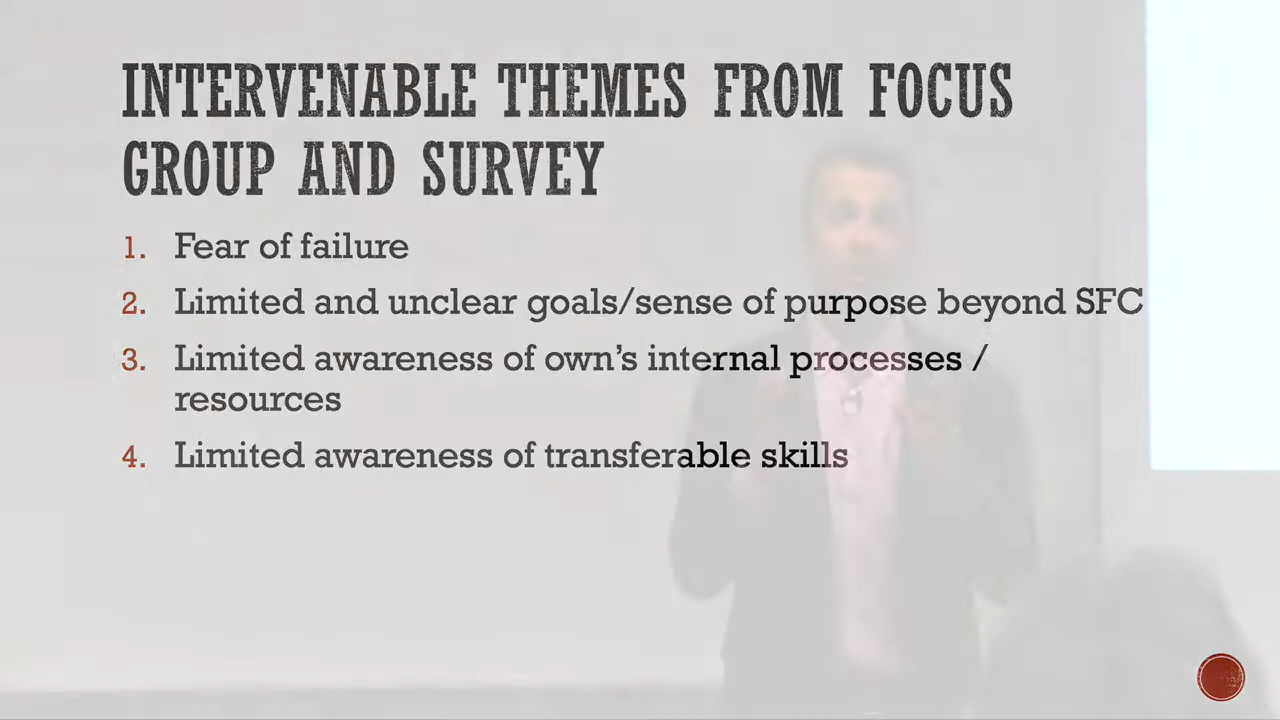 INTERVENABLE THEMES FROM FOCUS
GROUP AND SURVEY
1. Fear of failure
2. Limited and unclear goals/sense of purpose beyond SFC
3. Limited awareness of own's internal processes /
resources
4. Limited awareness of transferable skills